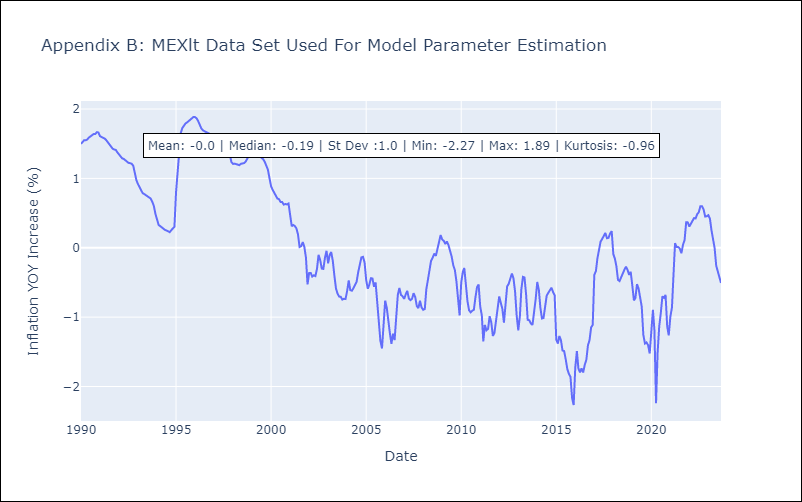 Appendix B: MEXlt Data Set Used For Model Parameter Estimation
2
Mean: -0.0 | Median: -0.19 | St Dev :1.0 | Min: -2.27 | Max: 1.89 | Kurtosis: -0.96
1
0
−1
−2
Inflation YOY Increase (%)
1990 1995 2000 2005 2010 2015 2020
Date